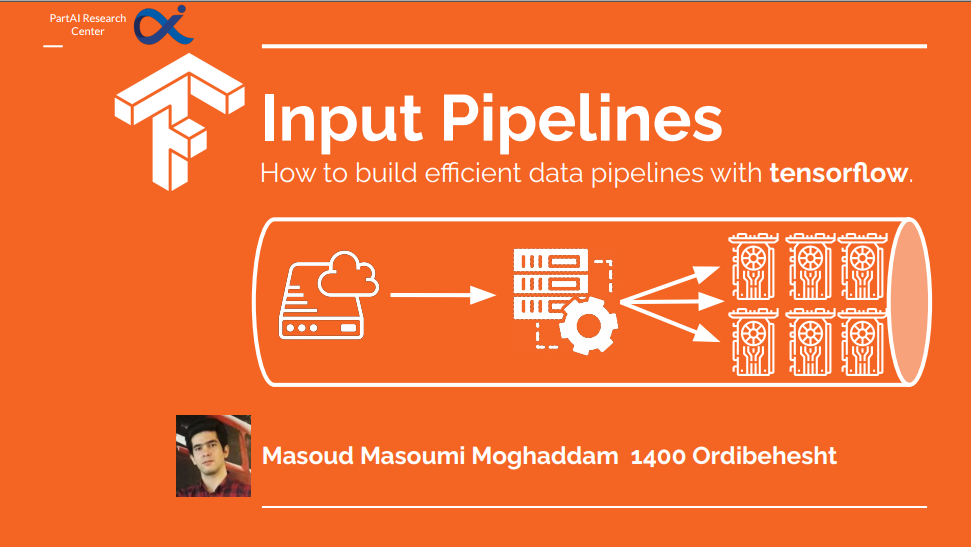 PartAI Research
Center
Input Pipelines
How to build efficient data pipelines with tensorflow.
Masoud Masoumi Moghaddam 1400 Ordibehesht